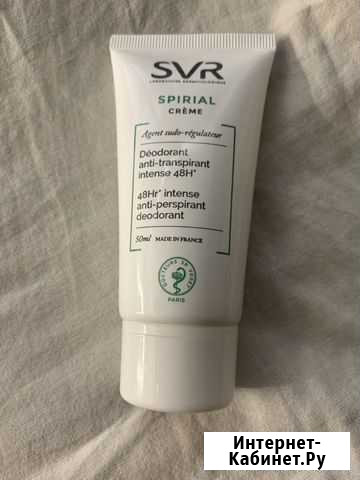 SVR
LABORATOIRE DERMATOLOGIQUE
SPIRIAL
CRÈME
Agent sudo-régulateur
Déodorant
anti-transpirant
intense 48H*
48Hr* intense
anti-perspirant
deodorant
50ml MADE IN FRANCE
PARIS
Интернет-
Кабинет.Ру